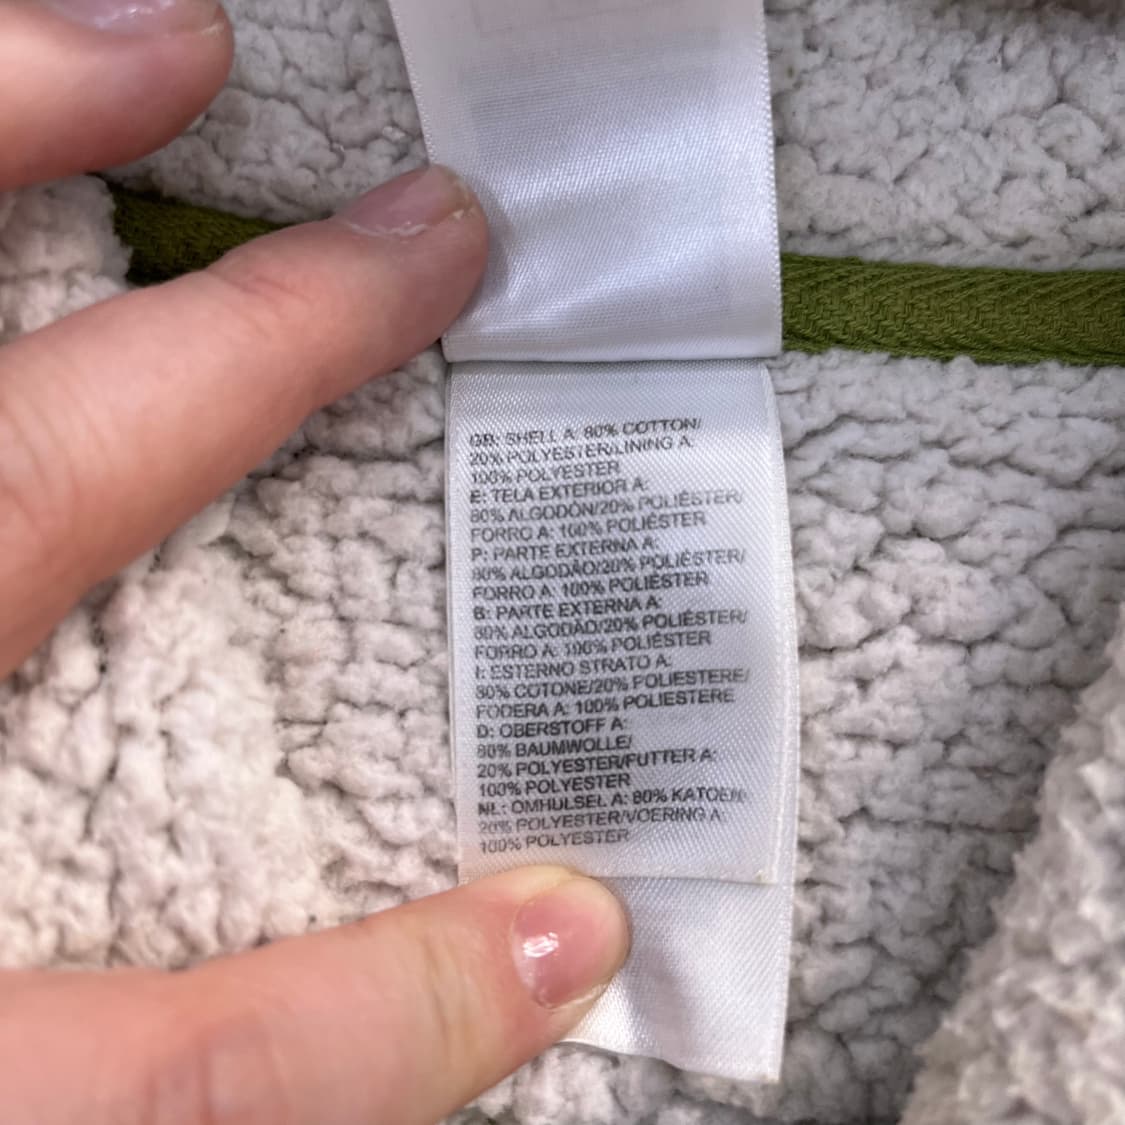 GB: SHELL A: 80% COTTON/
20% POLYESTER/LINING A:
100% POLYESTER
E: TELA EXTERIOR A:
80% ALGODÓN/20% POLIÉSTER/
FORRO A: 100% POLIÉSTER
P: PARTE EXTERNA A:
80% ALGODÃO/20% POLIÉSTER/
FORRO A: 100% POLIÉSTER
B: PARTE EXTERNA A:
80% ALGODÃO/20% POLIÉSTER/
FORRO A: 100% POLIÉSTER
I: ESTERNO STRATO A:
80% COTONE/20% POLIESTERE/
FODERA A: 100% POLIESTERE
D: OBERSTOFF A:
80% BAUMWOLLE/
20% POLYESTER/FUTTER A:
100% POLYESTER
NL: OMHULSEL A: 80% KATOEN/
20% POLYESTER/VOERING A:
100% POLYESTER